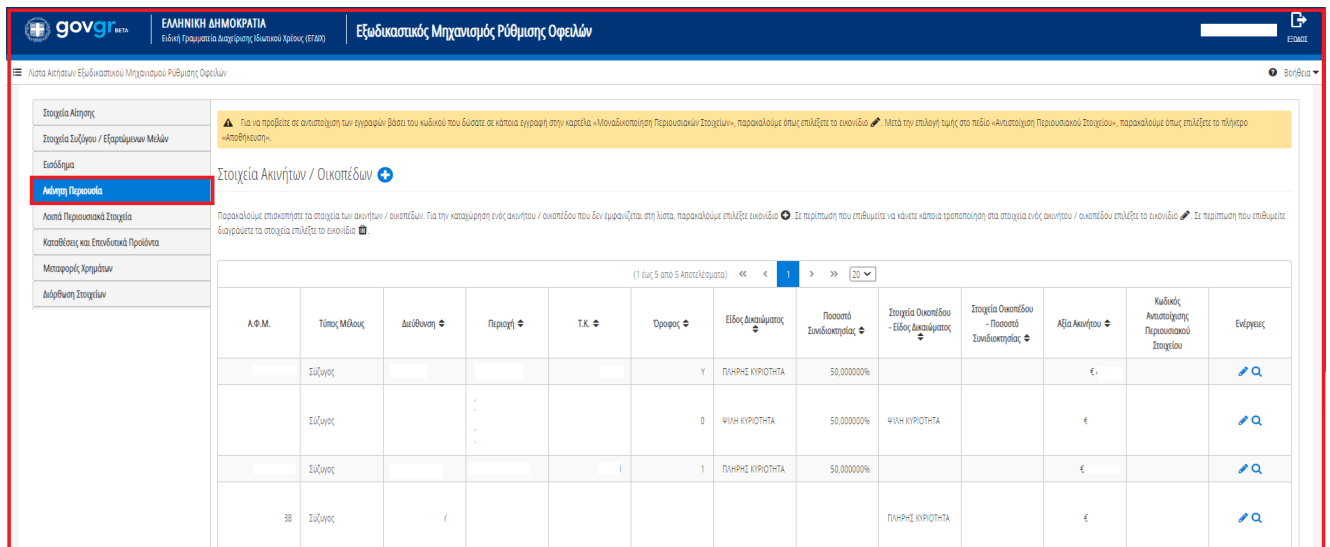 govgr BETA
ΕΛΛΗΝΙΚΗ ΔΗΜΟΚΡΑΤΙΑ
Ειδική Γραμματεία Διαχείρισης Ιδιωτικού Χρέους (ΕΓΔΙΧ)
Εξωδικαστικός Μηχανισμός Ρύθμισης Οφειλών
ΕΞΟΔΟΣ
Λίστα Αιτήσεων Εξωδικαστικού Μηχανισμού Ρύθμισης Οφειλών
Βοήθεια
Στοιχεία Αίτησης
Στοιχεία Συζύγου / Εξαρτώμενων Μελών
Εισόδημα
Ακίνητη Περιουσία
Λοιπά Περιουσιακά Στοιχεία
Καταθέσεις και Επενδυτικά Προϊόντα
Μεταφορές Χρημάτων
Διόρθωση Στοιχείων
Για να προβείτε σε αντιστοίχιση των εγγραφών βάσει του κωδικού που δώσατε σε κάποια εγγραφή στην καρτέλα «Μοναδικοποίηση Περιουσιακών Στοιχείων», παρακαλούμε όπως επιλέξετε το εικονίδιο . Μετά την επιλογή τιμής στο πεδίο «Αντιστοίχιση Περιουσιακού Στοιχείου», παρακαλούμε όπως επιλέξετε το πλήκτρο
«Αποθήκευση».
Στοιχεία Ακινήτων / Οικοπέδων
Παρακαλούμε επισκοπήστε τα στοιχεία των ακινήτων / οικοπέδων. Για την καταχώρηση ενός ακινήτου / οικοπέδου που δεν εμφανίζεται στη λίστα, παρακαλούμε επιλέξτε εικονίδιο . Σε περίπτωση που επιθυμείτε να κάνετε κάποια τροποποίηση στα στοιχεία ενός ακινήτου / οικοπέδου επιλέξτε το εικονίδιο . Σε περίπτωση που επιθυμείτε
διαγράψετε τα στοιχεία επιλέξτε το εικονίδιο .
(1 έως 5 από 5 Αποτελέσματα) 1 20
Α.Φ.Μ. Τύπος Μέλους Διεύθυνση Περιοχή Τ.Κ. Όροφος Είδος Δικαιώματος Ποσοστό Συνιδιοκτησίας Στοιχεία Οικοπέδου - Είδος Δικαιώματος Στοιχεία Οικοπέδου - Ποσοστό Συνιδιοκτησίας Αξία Ακινήτου Κωδικός Αντιστοίχισης Περιουσιακού Στοιχείου Ενέργειες
Σύζυγος Υ ΠΛΗΡΗΣ ΚΥΡΙΟΤΗΤΑ 50,000000% €
Σύζυγος 0 ΨΙΛΗ ΚΥΡΙΟΤΗΤΑ 50,000000% ΨΙΛΗ ΚΥΡΙΟΤΗΤΑ €
Σύζυγος 1 ΠΛΗΡΗΣ ΚΥΡΙΟΤΗΤΑ 50,000000% €
38 Σύζυγος ΠΛΗΡΗΣ ΚΥΡΙΟΤΗΤΑ €